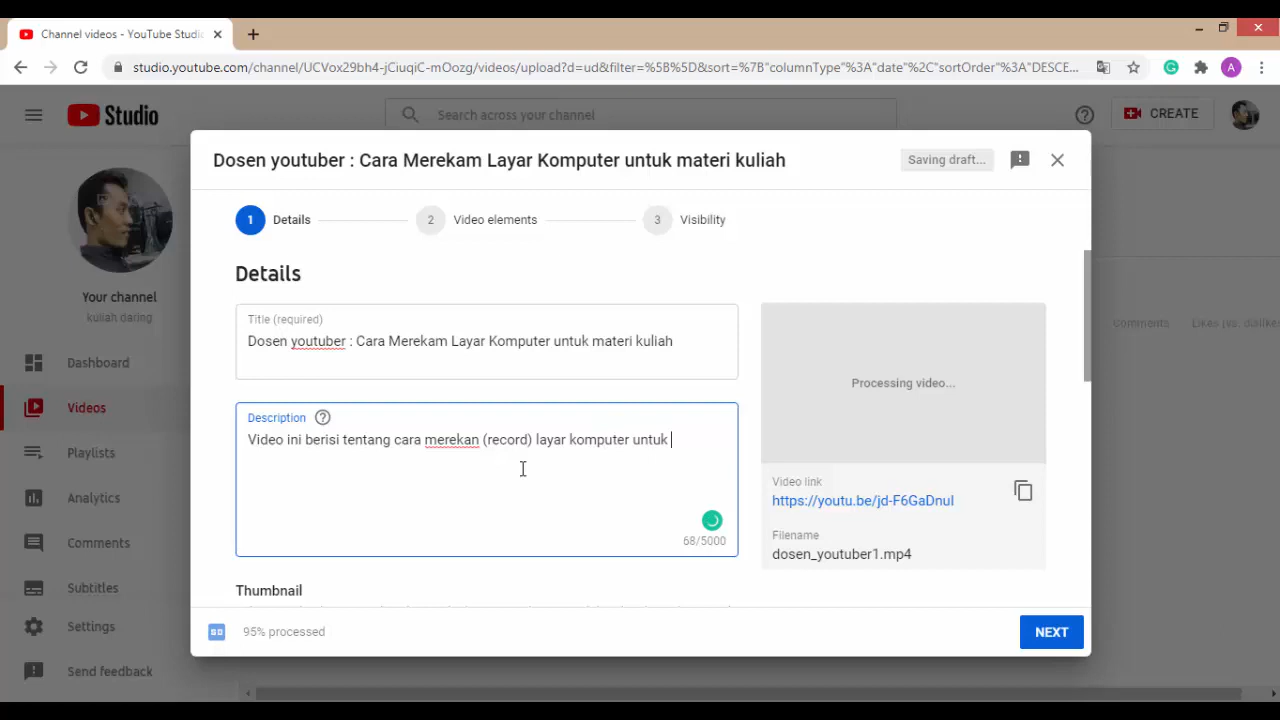 Channel videos - YouTube Studio
studio.youtube.com/channel/UCVox29bh4-jCiuqiC-mOozg/videos/upload?d=ud&filter=%5B%5D&sort=%7B"columnType"%3A"date"%2C"sortOrder"%3A"DESCE...
A
Studio
Search across your channel
CREATE
Your channel
kuliah daring
Dashboard
Videos
Playlists
Analytics
Comments
Subtitles
Settings
Send feedback
Comments
Likes (vs. dislikes
Dosen youtuber : Cara Merekam Layar Komputer untuk materi kuliah
Saving draft...
1 Details
2 Video elements
3 Visibility
Details
Title (required)
Dosen youtuber : Cara Merekam Layar Komputer untuk materi kuliah
Description
Video ini berisi tentang cara merekan (record) layar komputer untuk
68/5000
Processing video...
Video link
https://youtu.be/jd-F6GaDnuI
Filename
dosen_youtuber1.mp4
Thumbnail
SD
95% processed
NEXT